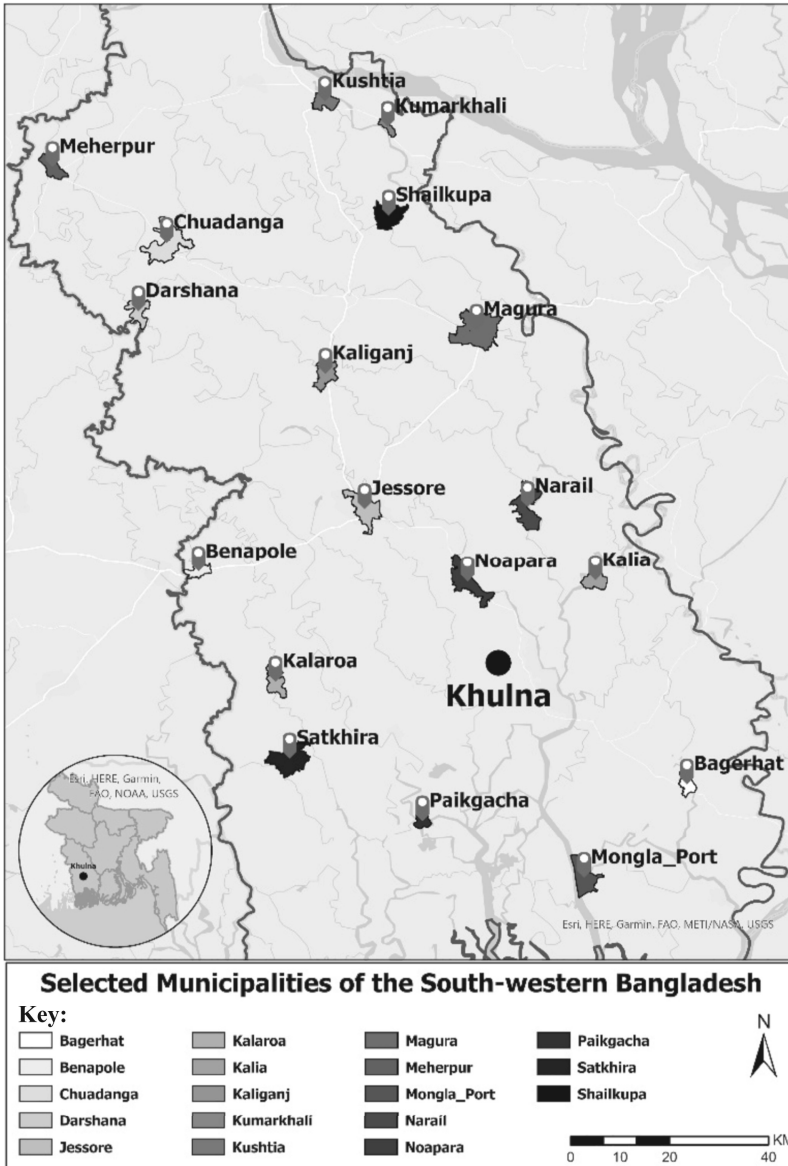 Kushtia
Kumarkhali
Meherpur
Shailkupa
Chuadanga
Darshana
Magura
Kaliganj
Jessore
Narail
Benapole
Noapara
Kalia
Kalaroa
Khulna
Satkhira
Bagerhat
Esri, HERE, Garmin,
FAO, NOAA, USGS
Paikgacha
Khulna
Mongla_Port
Esri, HERE, Garmin, FAO, METI/NASA, USGS
Selected Municipalities of the South-western Bangladesh
Key:
Bagerhat
Benapole
Chuadanga
Darshana
Jessore
Kalaroa
Kalia
Kaliganj
Kumarkhali
Kushtia
Magura
Meherpur
Mongla_Port
Narail
Noapara
Paikgacha
Satkhira
Shailkupa
N
KM
0 10 20 40